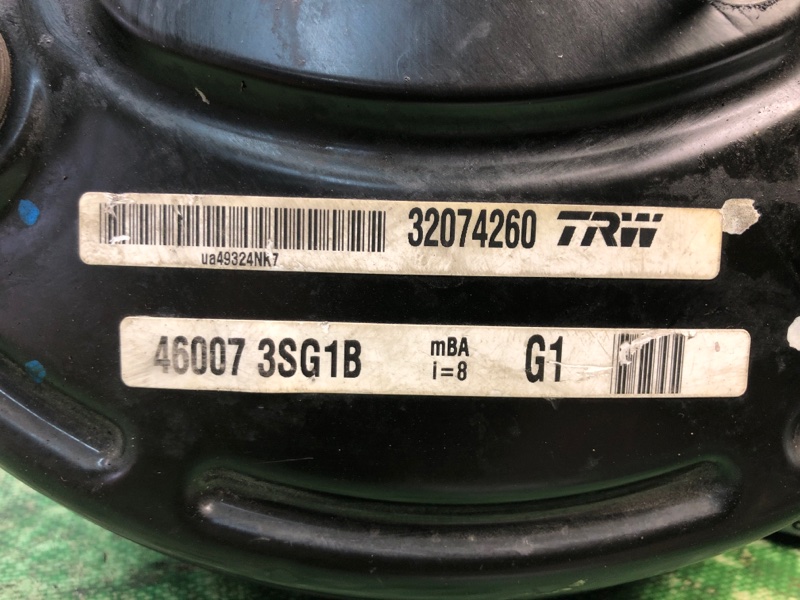 32074260 TRW
ua49324Nk7
46007 3SG1B mBA G1
i=8